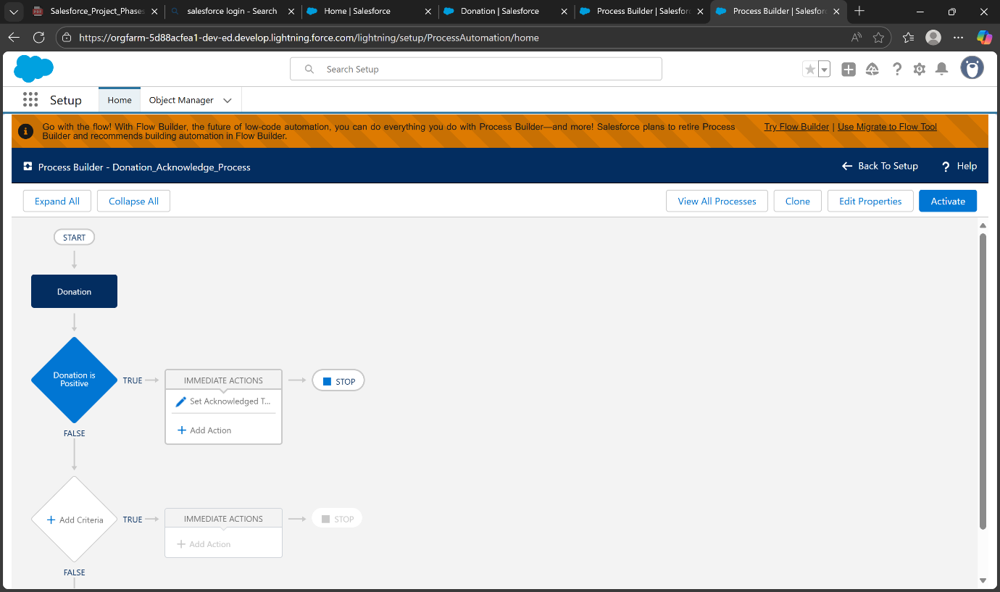 Salesforce_Project_Phases
salesforce login - Search
Home | Salesforce
Donation | Salesforce
Process Builder | Salesforc
Process Builder | Salesforc
https://orgfarm-5d88acfea1-dev-ed.develop.lightning.force.com/lightning/setup/ProcessAutomation/home
Search Setup
Setup
Home
Object Manager
Go with the flow! With Flow Builder, the future of low-code automation, you can do everything you do with Process Builder—and more! Salesforce plans to retire Process
Builder and recommends building automation in Flow Builder.
Try Flow Builder | Use Migrate to Flow Tool
Process Builder - Donation_Acknowledge_Process
Back To Setup
? Help
Expand All
Collapse All
View All Processes
Clone
Edit Properties
Activate
START
Donation
Donation is
Positive
TRUE
IMMEDIATE ACTIONS
STOP
Set Acknowledged T...
+ Add Action
FALSE
+ Add Criteria
TRUE
IMMEDIATE ACTIONS
STOP
+ Add Action
FALSE